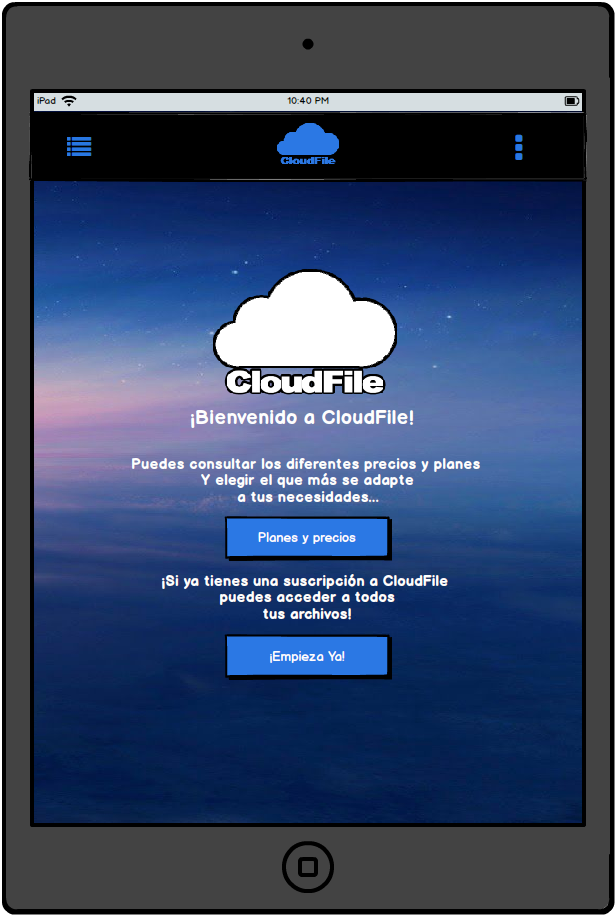 iPad
10:40 PM
CloudFile
CloudFile
¡Bienvenido a CloudFile!
Puedes consultar los diferentes precios y planes
Y elegir el que más se adapte
a tus necesidades...
Planes y precios
¡Si ya tienes una suscripción a CloudFile
puedes acceder a todos
tus archivos!
¡Empieza Ya!